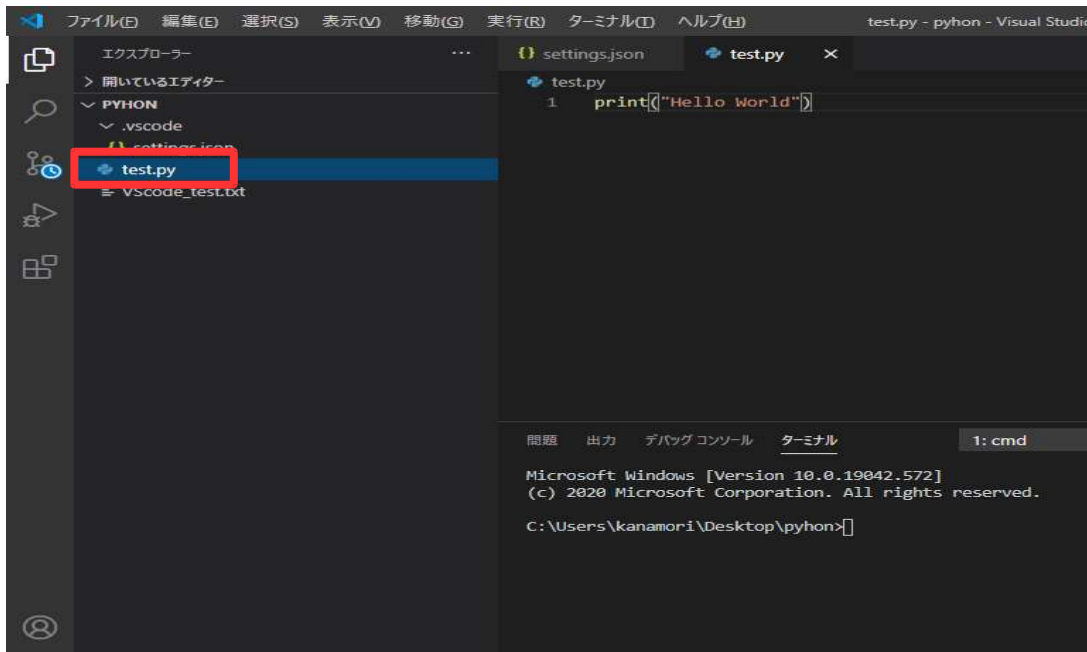 ファイル(F) 編集(E) 選択(S) 表示(V) 移動(G) 実行(R) ターミナル(T) ヘルプ(H) test.py - pyhon - Visual Studio
エクスプローラー ···
> 開いているエディター
PYHON
.vscode
{} settings.json
test.py
VScode_test.txt
{} settings.json test.py ×
test.py
1 print("Hello World")
問題 出力 デバッグ コンソール ターミナル 1: cmd
Microsoft Windows [Version 10.0.19042.572]
(c) 2020 Microsoft Corporation. All rights reserved.
C:\Users\kanamori\Desktop\pyhon>